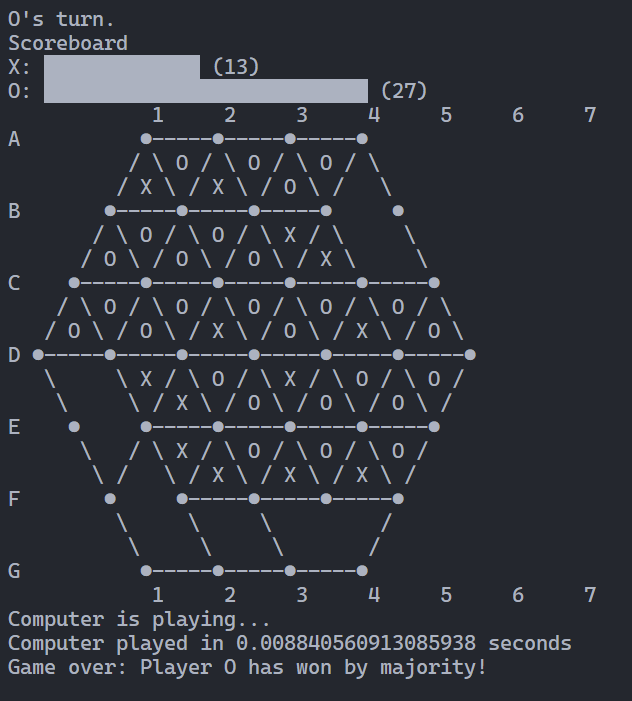 O's turn.
Scoreboard
X: (13)
O: (27)
1 2 3 4 5 6 7
A ●-----●-----●-----●
/ \ O / \ O / \ O / \
/ X \ / X \ / O \ / \
B ●-----●-----●-----● ●
/ \ O / \ O / \ X / \ \
/ O \ / O \ / O \ / X \ \
C ●-----●-----●-----●-----●-----●
/ \ O / \ O / \ O / \ O / \ O / \
/ O \ / O \ / X \ / O \ / X \ / O \
D ●-----●-----●-----●-----●-----●-----●
\ \ X / \ O / \ X / \ O / \ O /
\ \ / X \ / O \ / O \ / O \ /
E ● ●-----●-----●-----●-----●
\ / \ X / \ O / \ O / \ O /
\ / \ / X \ / X \ / X \ /
F ● ●-----●-----●-----●
\ \ \ /
\ \ \ /
G ●-----●-----●-----●
1 2 3 4 5 6 7
Computer is playing...
Computer played in 0.008840560913085938 seconds
Game over: Player O has won by majority!